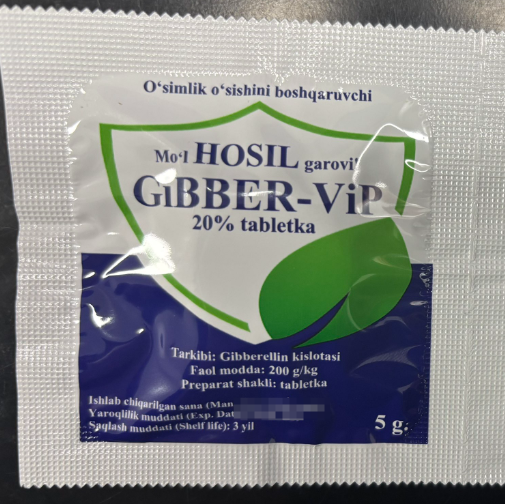 O‘simlik o‘sishini boshqaruvchi
Mo‘l HOSIL garovi!
GiBBER-ViP
20% tabletka
Tarkibi: Gibberellin kislotasi
Faol modda: 200 g/kg
Preparat shakli: tabletka
Ishlab chiqarilgan sana (Man.
Yaroqlilik muddati (Exp. Dat
Saqlash muddati (Shelf life): 3 yil
5 g.